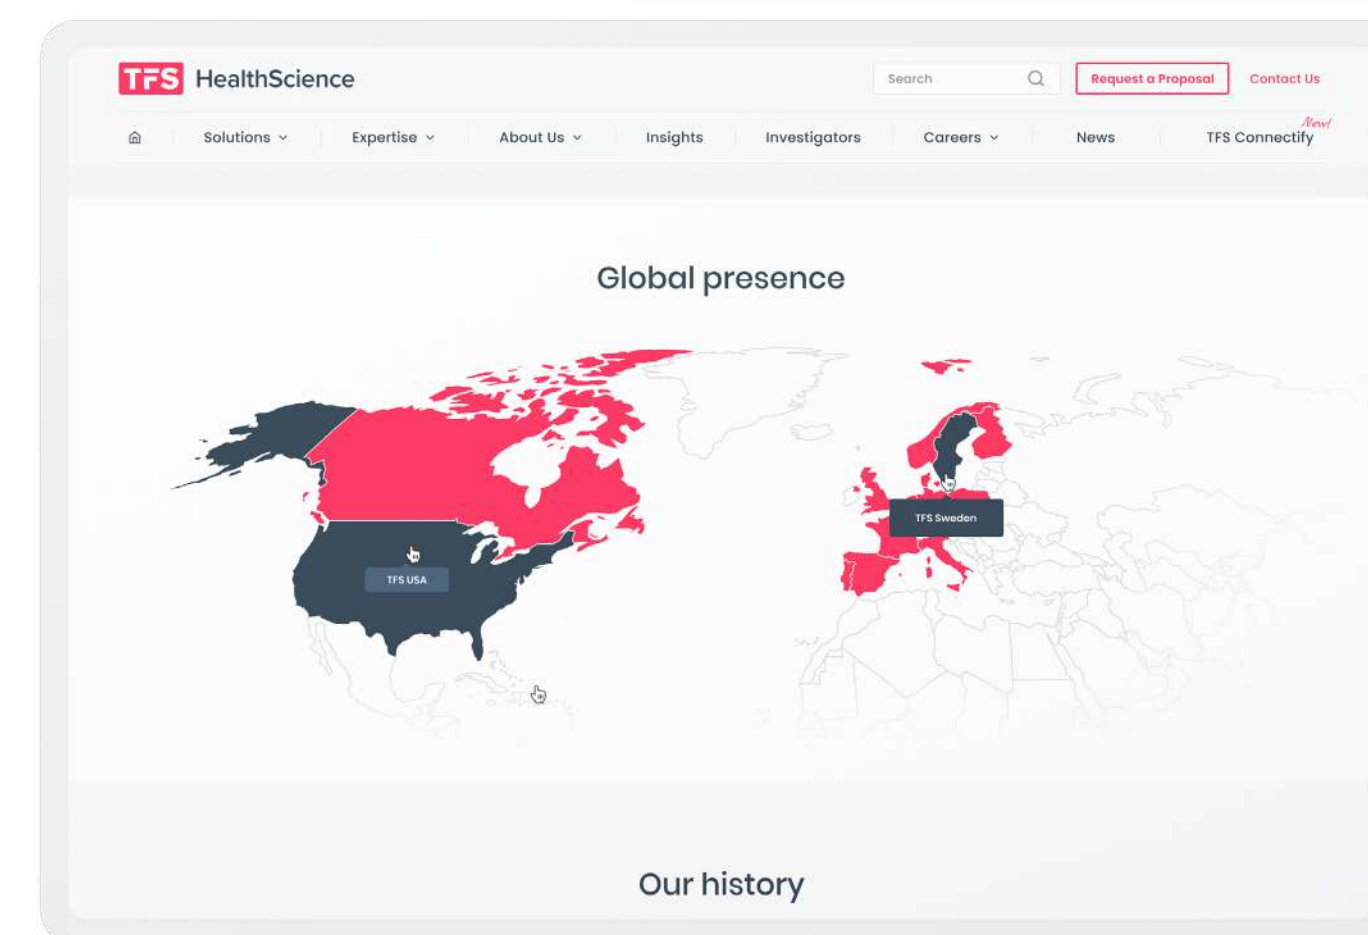 TFS HealthScience
Search
Request a Proposal
Contact Us
New!
Solutions
Expertise
About Us
Insights
Investigators
Careers
News
TFS Connectify
Global presence
TFS Sweden
TFS USA
Our history